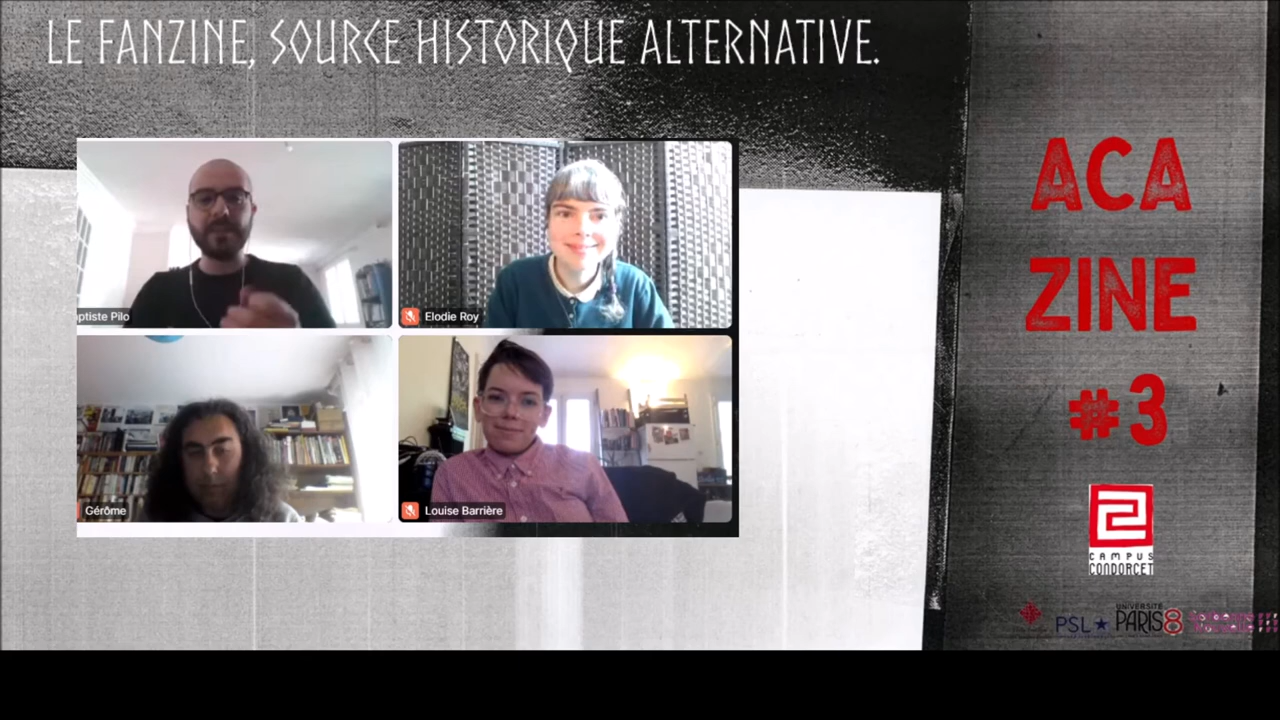 LE FANZINE, SOURCE HISTORIQUE ALTERNATIVE.
ACA
ZINE
#3
ptiste Pilo
Elodie Roy
Gérôme
Louise Barrière
CAMPUS
CONDORCET
PSL
UNIVERSITÉ
PARIS8